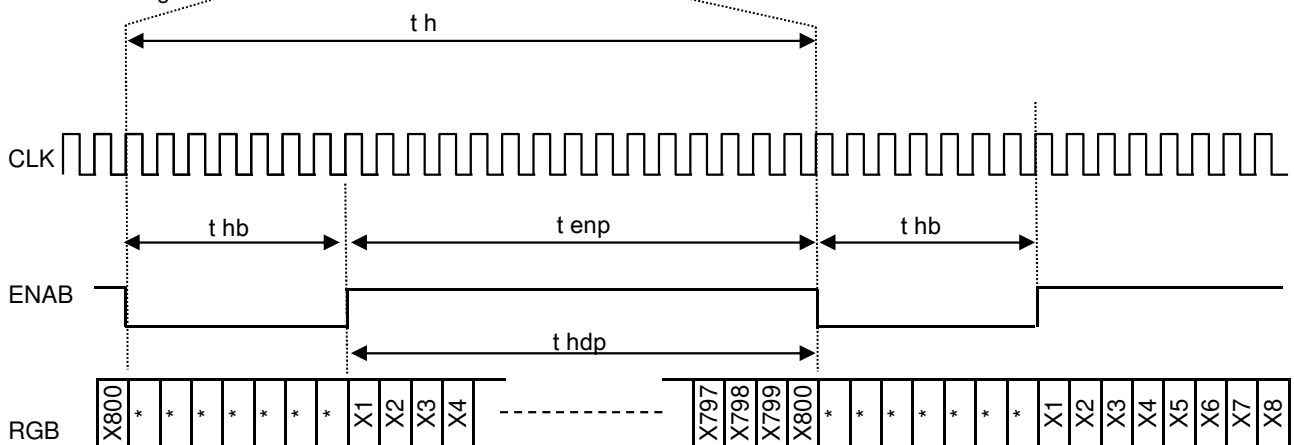 g
t h
CLK
t hb t enp t hb
ENAB
t hdp
RGB X800 * * * * * * * X1 X2 X3 X4 X797 X798 X799 X800 * * * * * * * X1 X2 X3 X4 X5 X6 X7 X8